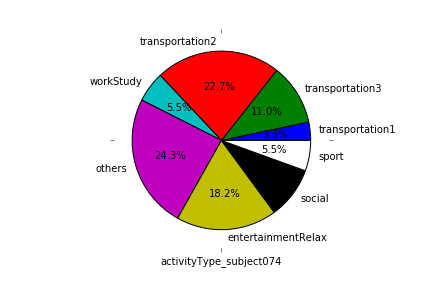 transportation2
workStudy
22.7%
transportation3
11.0%
5.5%
transportation1
5.5%
sport
24.3%
others
18.2%
social
entertainmentRelax
activityType_subject074